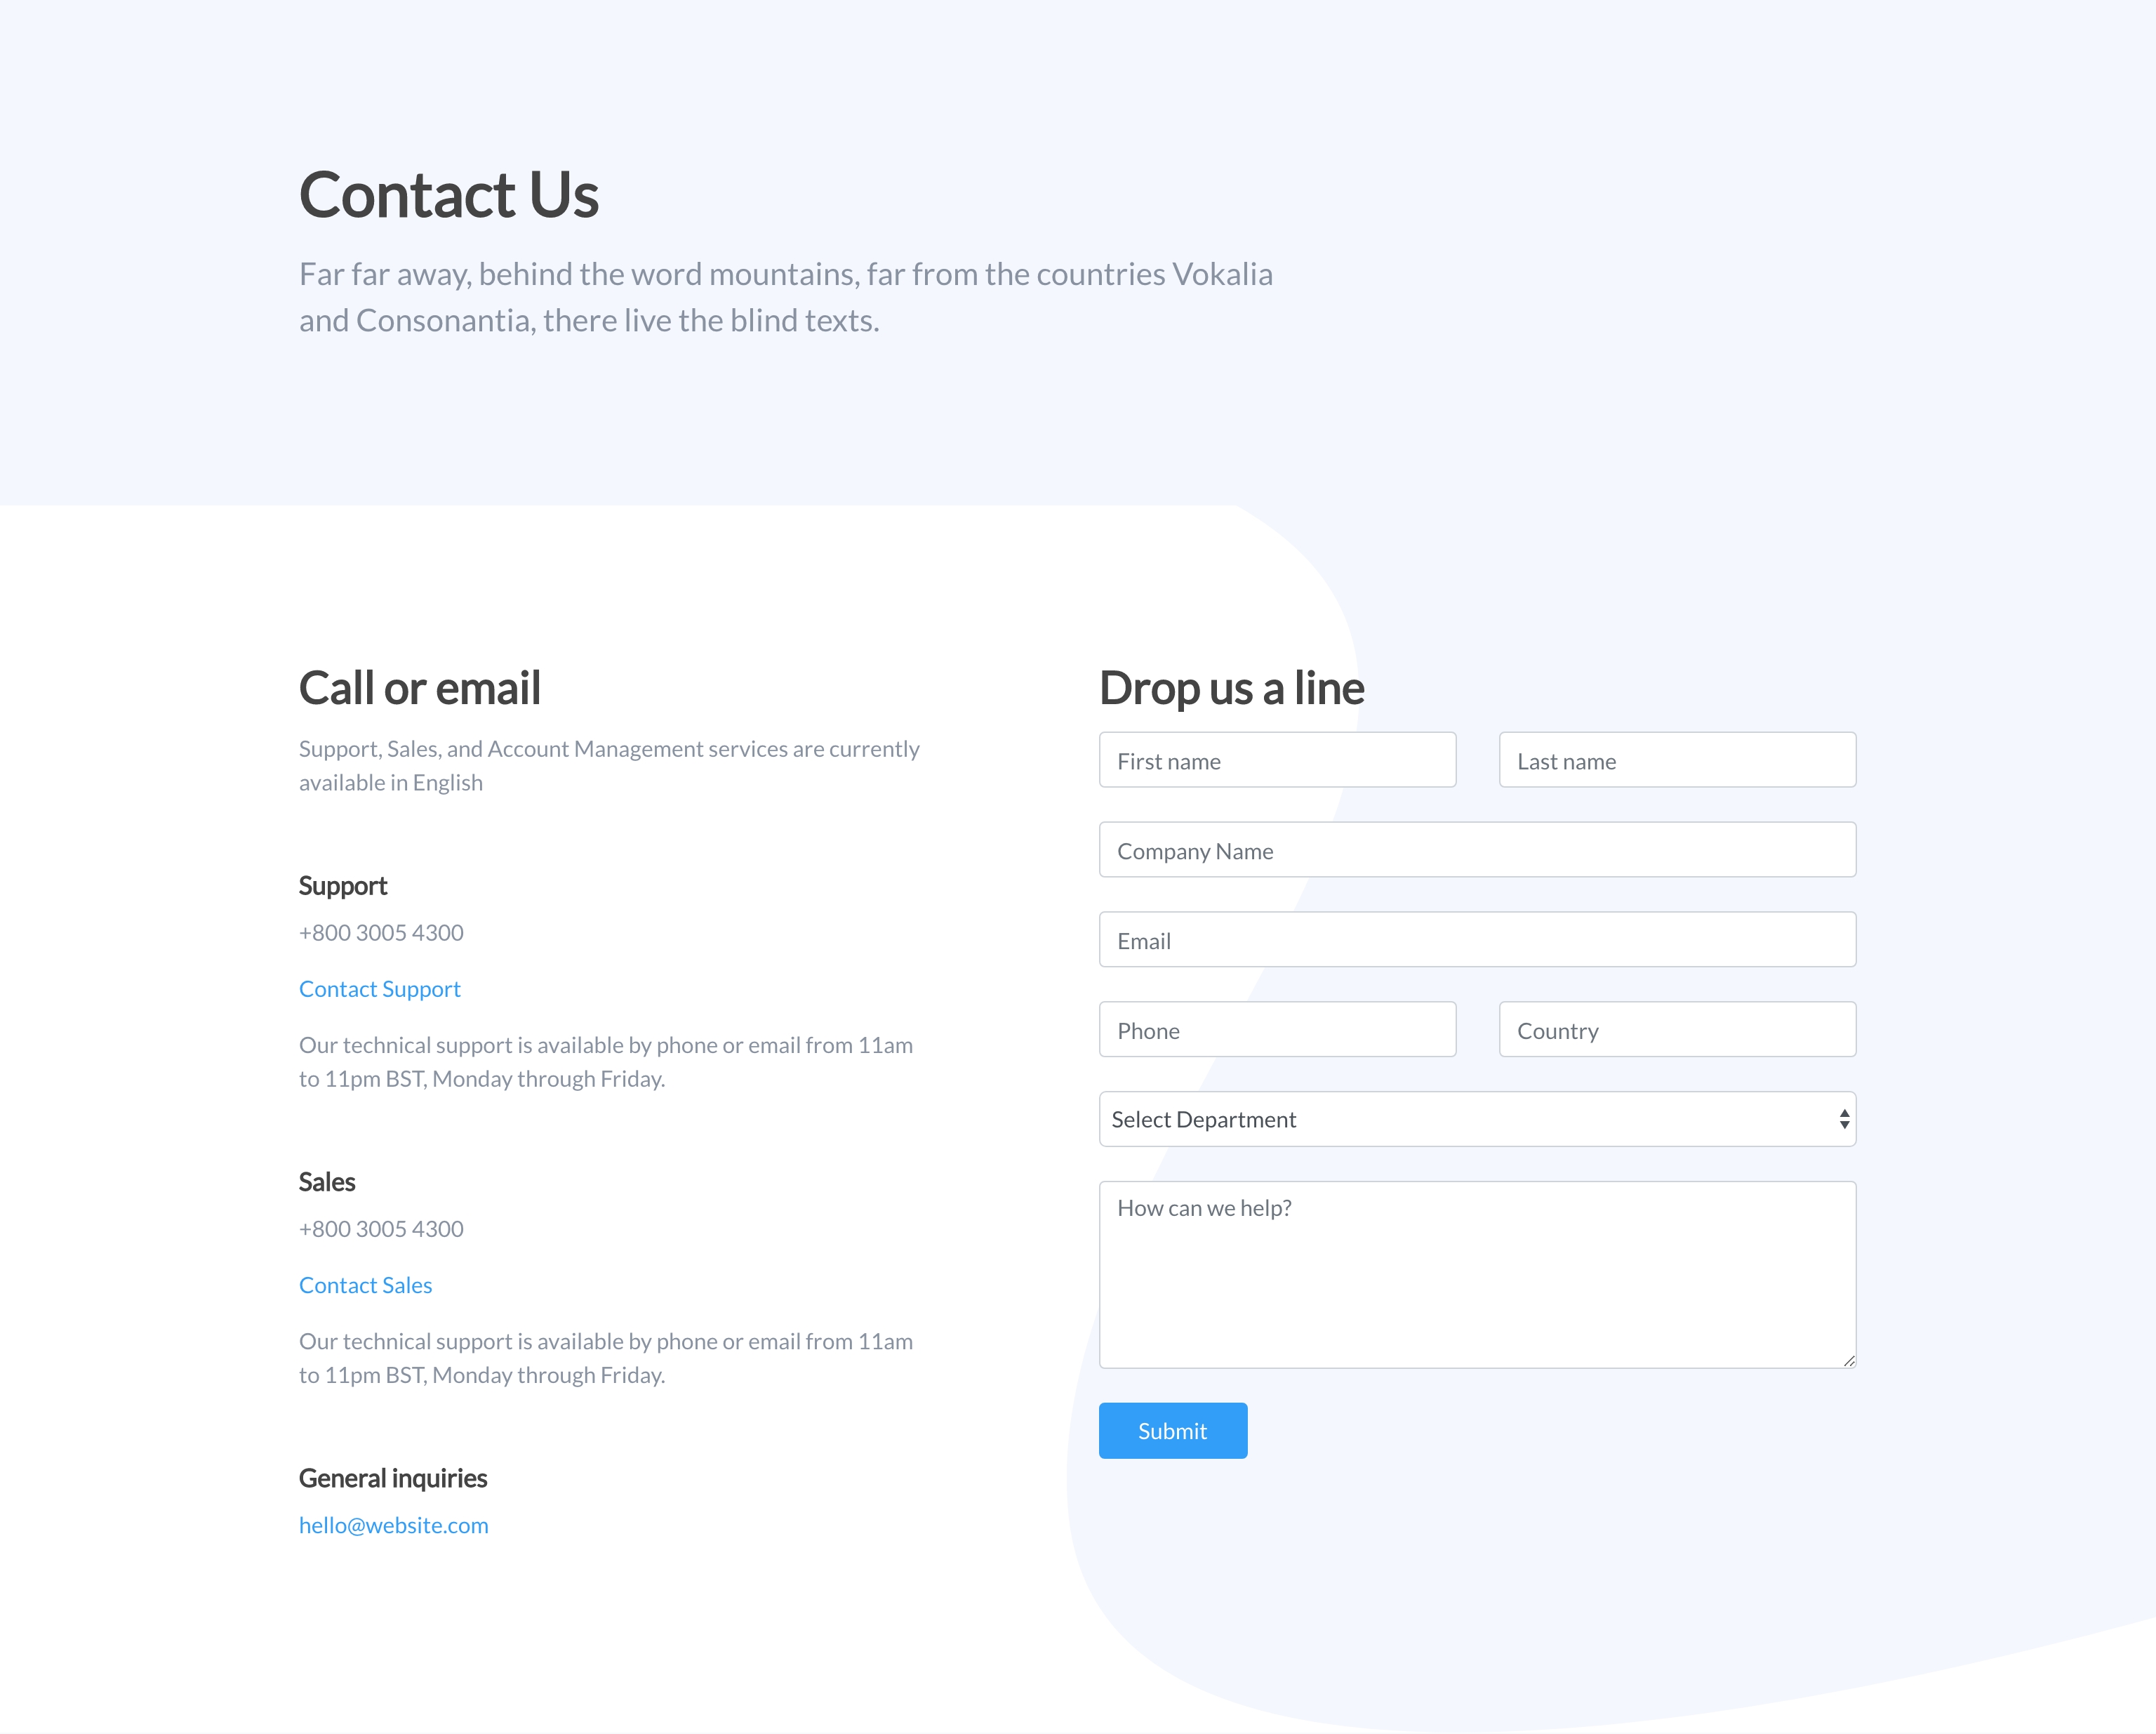 Contact Us
Far far away, behind the word mountains, far from the countries Vokalia
and Consonantia, there live the blind texts.
Call or email
Support, Sales, and Account Management services are currently
available in English
Support
+800 3005 4300
Contact Support
Our technical support is available by phone or email from 11am
to 11pm BST, Monday through Friday.
Sales
+800 3005 4300
Contact Sales
Our technical support is available by phone or email from 11am
to 11pm BST, Monday through Friday.
General inquiries
hello@website.com
Drop us a line
First name
Last name
Company Name
Email
Phone
Country
Select Department
How can we help?
Submit